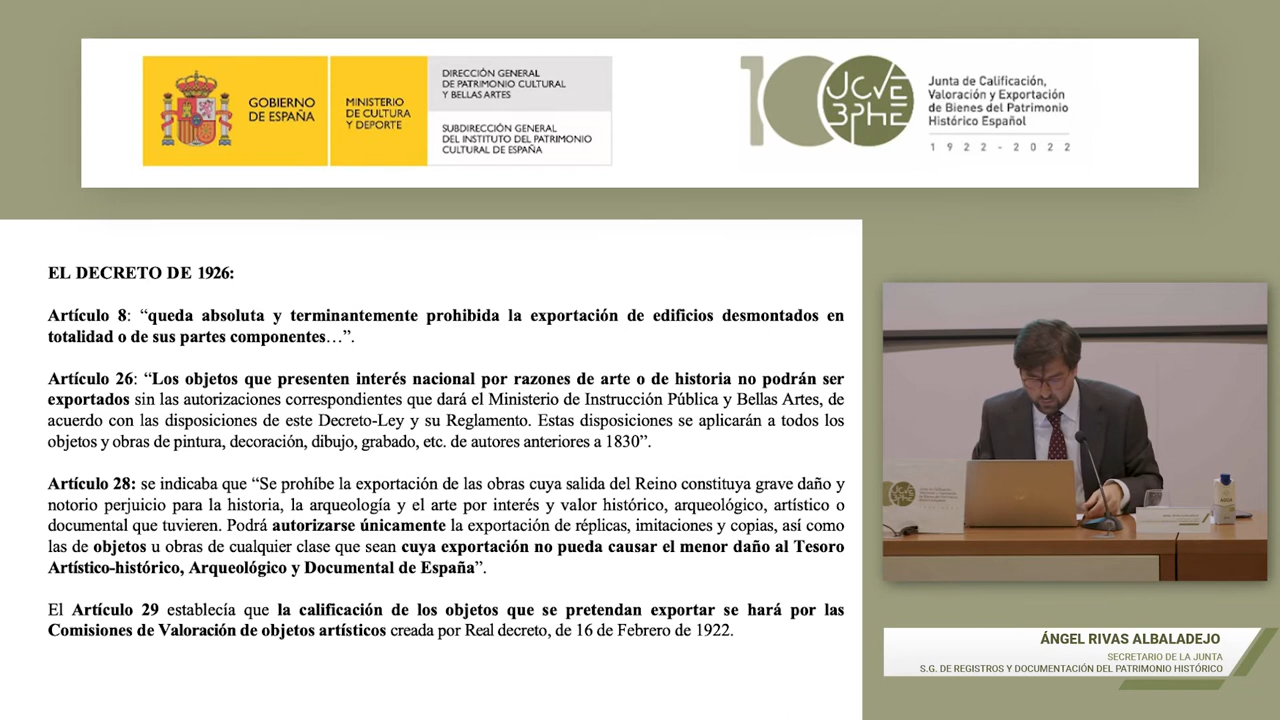 GOBIERNO
DE ESPAÑA
MINISTERIO
DE CULTURA
Y DEPORTE
DIRECCIÓN GENERAL
DE PATRIMONIO CULTURAL
Y BELLAS ARTES
SUBDIRECCIÓN GENERAL
DEL INSTITUTO DEL PATRIMONIO
CULTURAL DE ESPAÑA
100
JCVE
BPHE
Junta de Calificación,
Valoración y Exportación
de Bienes del Patrimonio
Histórico Español
1922-2022
EL DECRETO DE 1926:
Artículo 8: “queda absoluta y terminantemente prohibida la exportación de edificios desmontados en
totalidad o de sus partes componentes…”.
Artículo 26: “Los objetos que presenten interés nacional por razones de arte o de historia no podrán ser
exportados sin las autorizaciones correspondientes que dará el Ministerio de Instrucción Pública y Bellas Artes, de
acuerdo con las disposiciones de este Decreto-Ley y su Reglamento. Estas disposiciones se aplicarán a todos los
objetos y obras de pintura, decoración, dibujo, grabado, etc. de autores anteriores a 1830”.
Artículo 28: se indicaba que “Se prohíbe la exportación de las obras cuya salida del Reino constituya grave daño y
notorio perjuicio para la historia, la arqueología y el arte por interés y valor histórico, arqueológico, artístico o
documental que tuvieren. Podrá autorizarse únicamente la exportación de réplicas, imitaciones y copias, así como
las de objetos u obras de cualquier clase que sean cuya exportación no pueda causar el menor daño al Tesoro
Artístico-histórico, Arqueológico y Documental de España”.
El Artículo 29 establecía que la calificación de los objetos que se pretendan exportar se hará por las
Comisiones de Valoración de objetos artísticos creada por Real decreto, de 16 de Febrero de 1922.
ÁNGEL RIVAS ALBALADEJO
SECRETARIO DE LA JUNTA
S.G. DE REGISTROS Y DOCUMENTACIÓN DEL PATRIMONIO HISTÓRICO